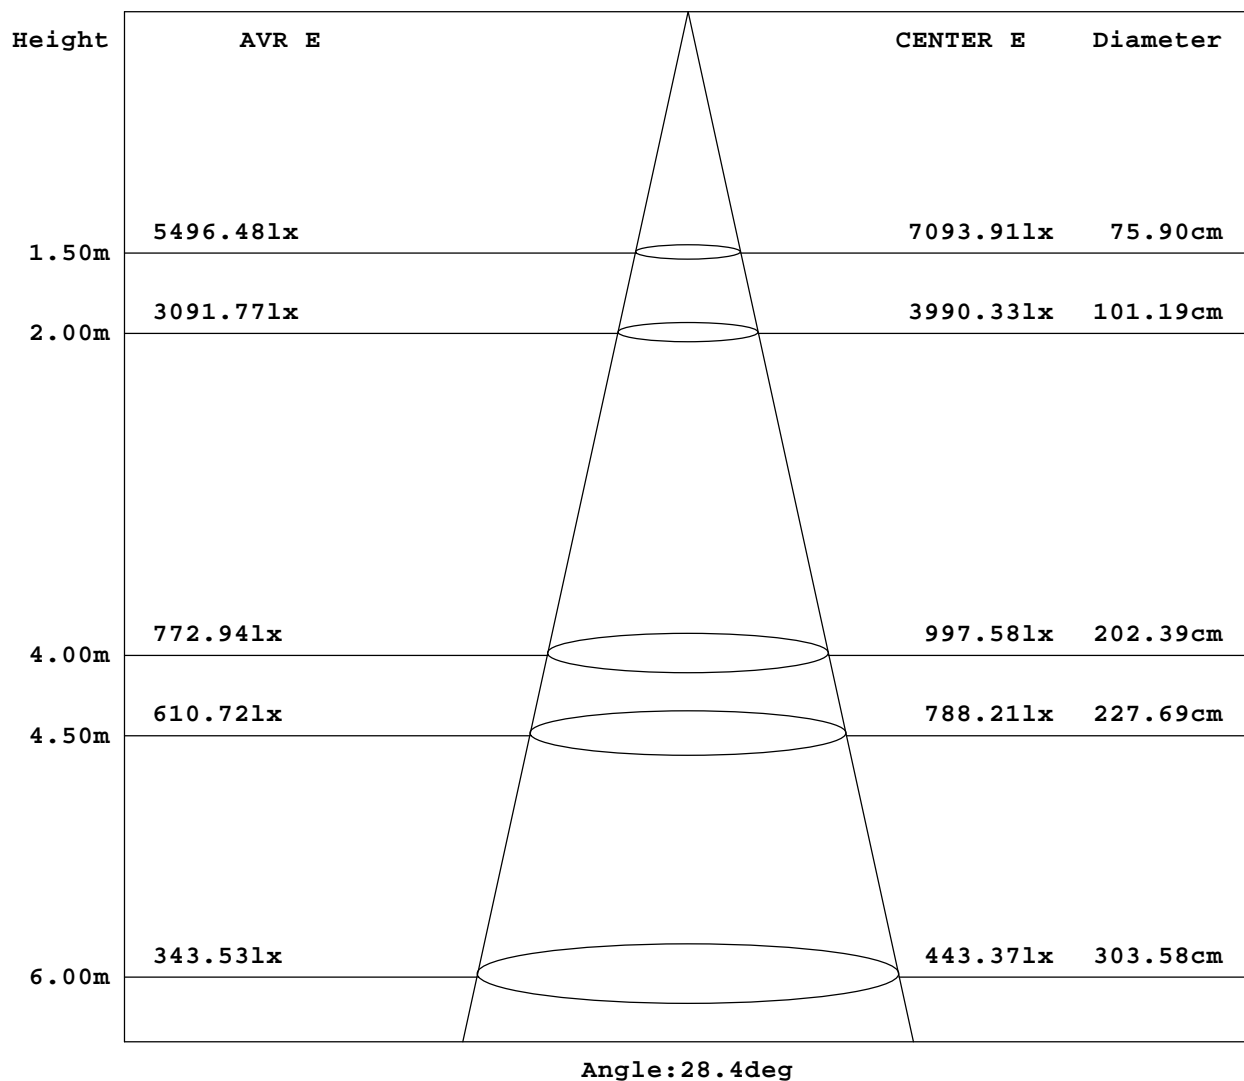 Height AVR E CENTER E Diameter
5496.48lx 7093.91lx 75.90cm
1.50m
3091.77lx 3990.33lx 101.19cm
2.00m
772.94lx 997.58lx 202.39cm
4.00m
610.72lx 788.21lx 227.69cm
4.50m
343.53lx 443.37lx 303.58cm
6.00m
Angle:28.4deg